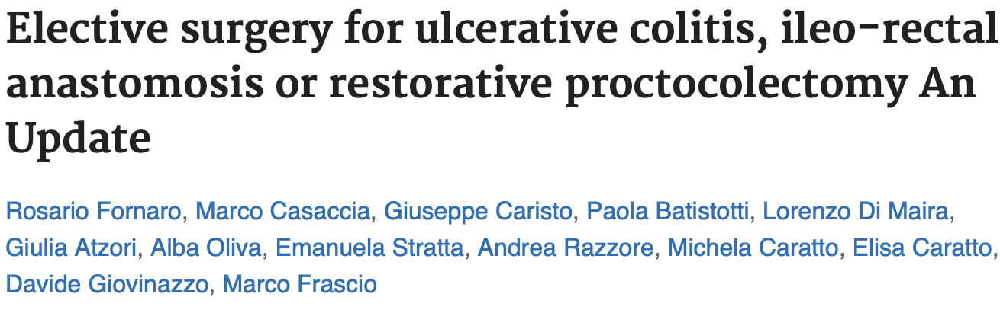 Elective surgery for ulcerative colitis, ileo-rectal
anastomosis or restorative proctocolectomy An
Update
Rosario Fornaro, Marco Casaccia, Giuseppe Caristo, Paola Batistotti, Lorenzo Di Maira,
Giulia Atzori, Alba Oliva, Emanuela Stratta, Andrea Razzore, Michela Caratto, Elisa Caratto,
Davide Giovinazzo, Marco Frascio